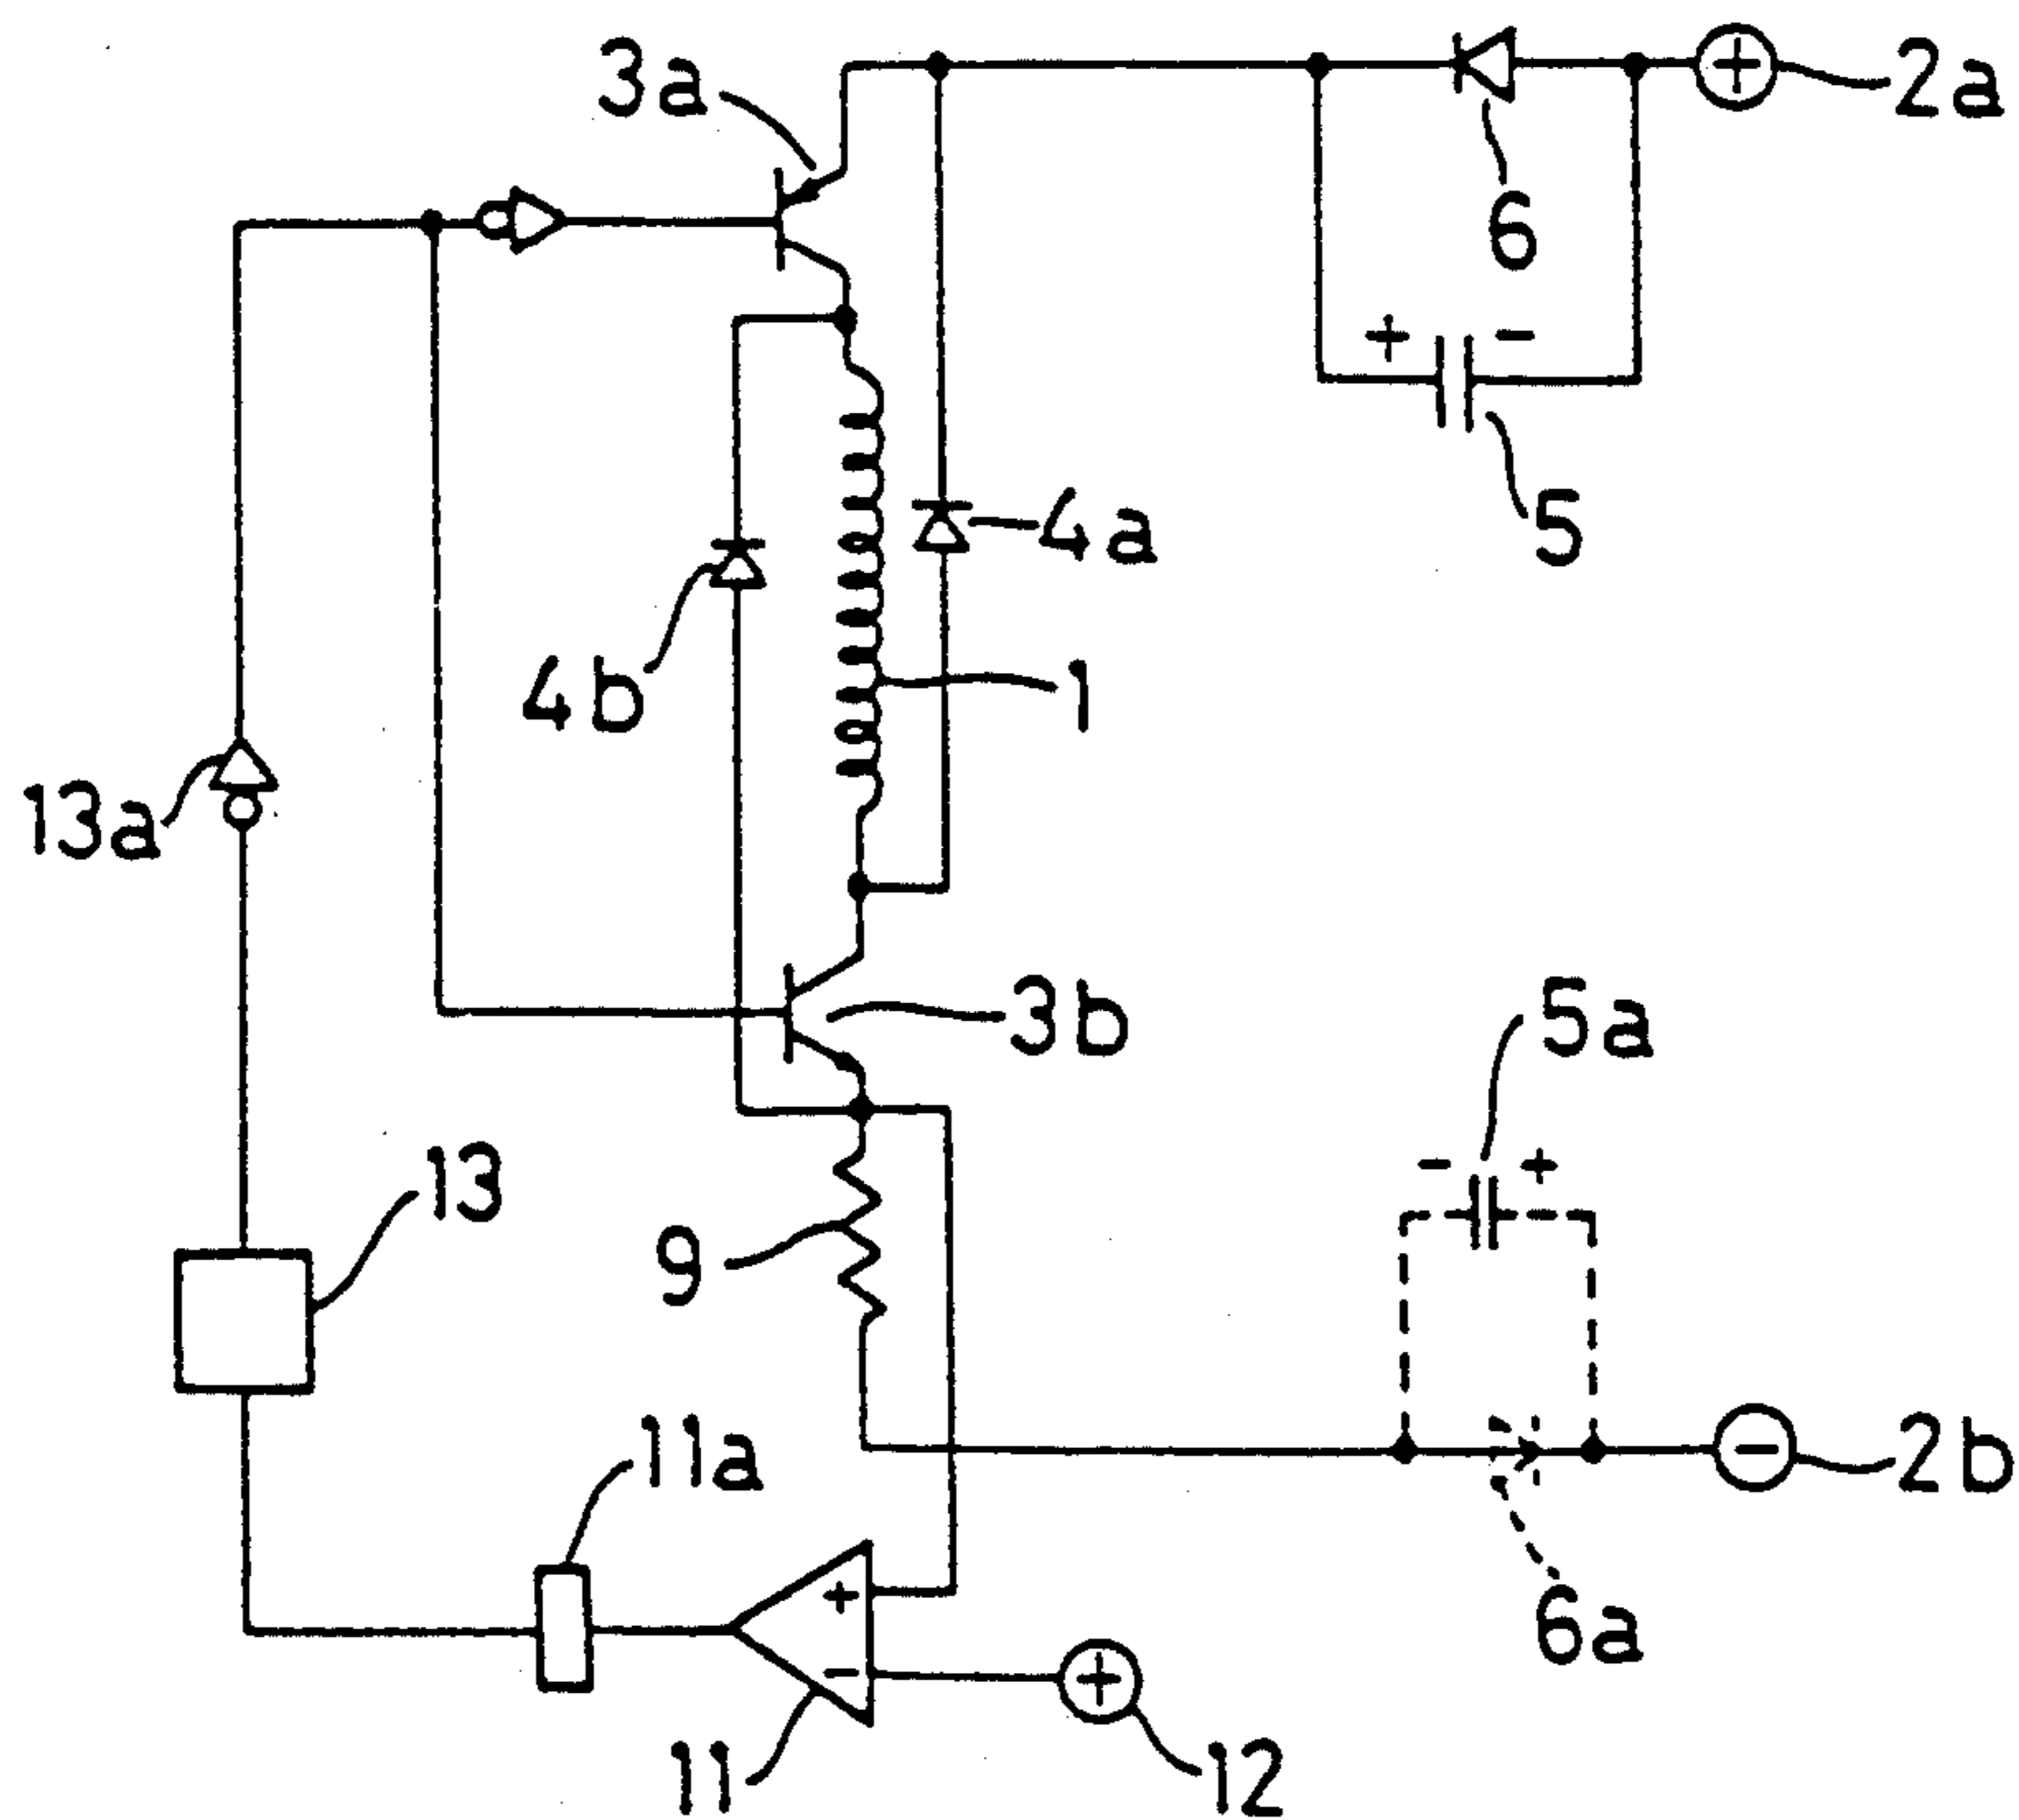 3a
+
2a
6
+ -
5
4a
4b
1
13a
3b
5a
- +
13
9
11a
-
2b
+
6a
-
+
11
12